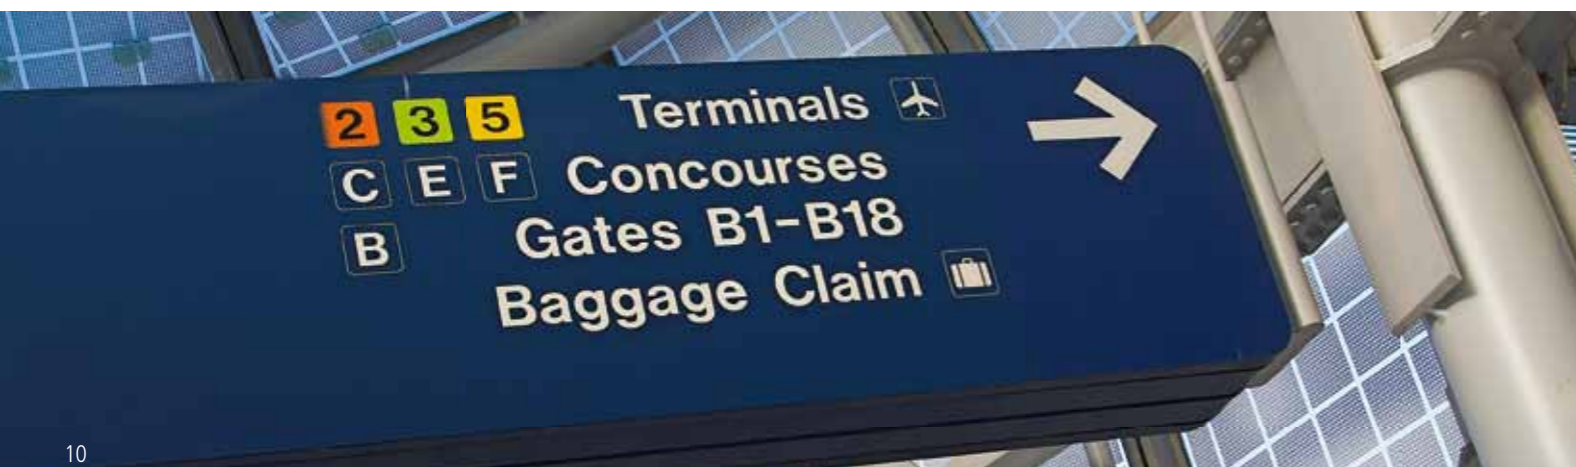 2 3 5 Terminals
C E F Concourses
B Gates B1-B18
Baggage Claim
10